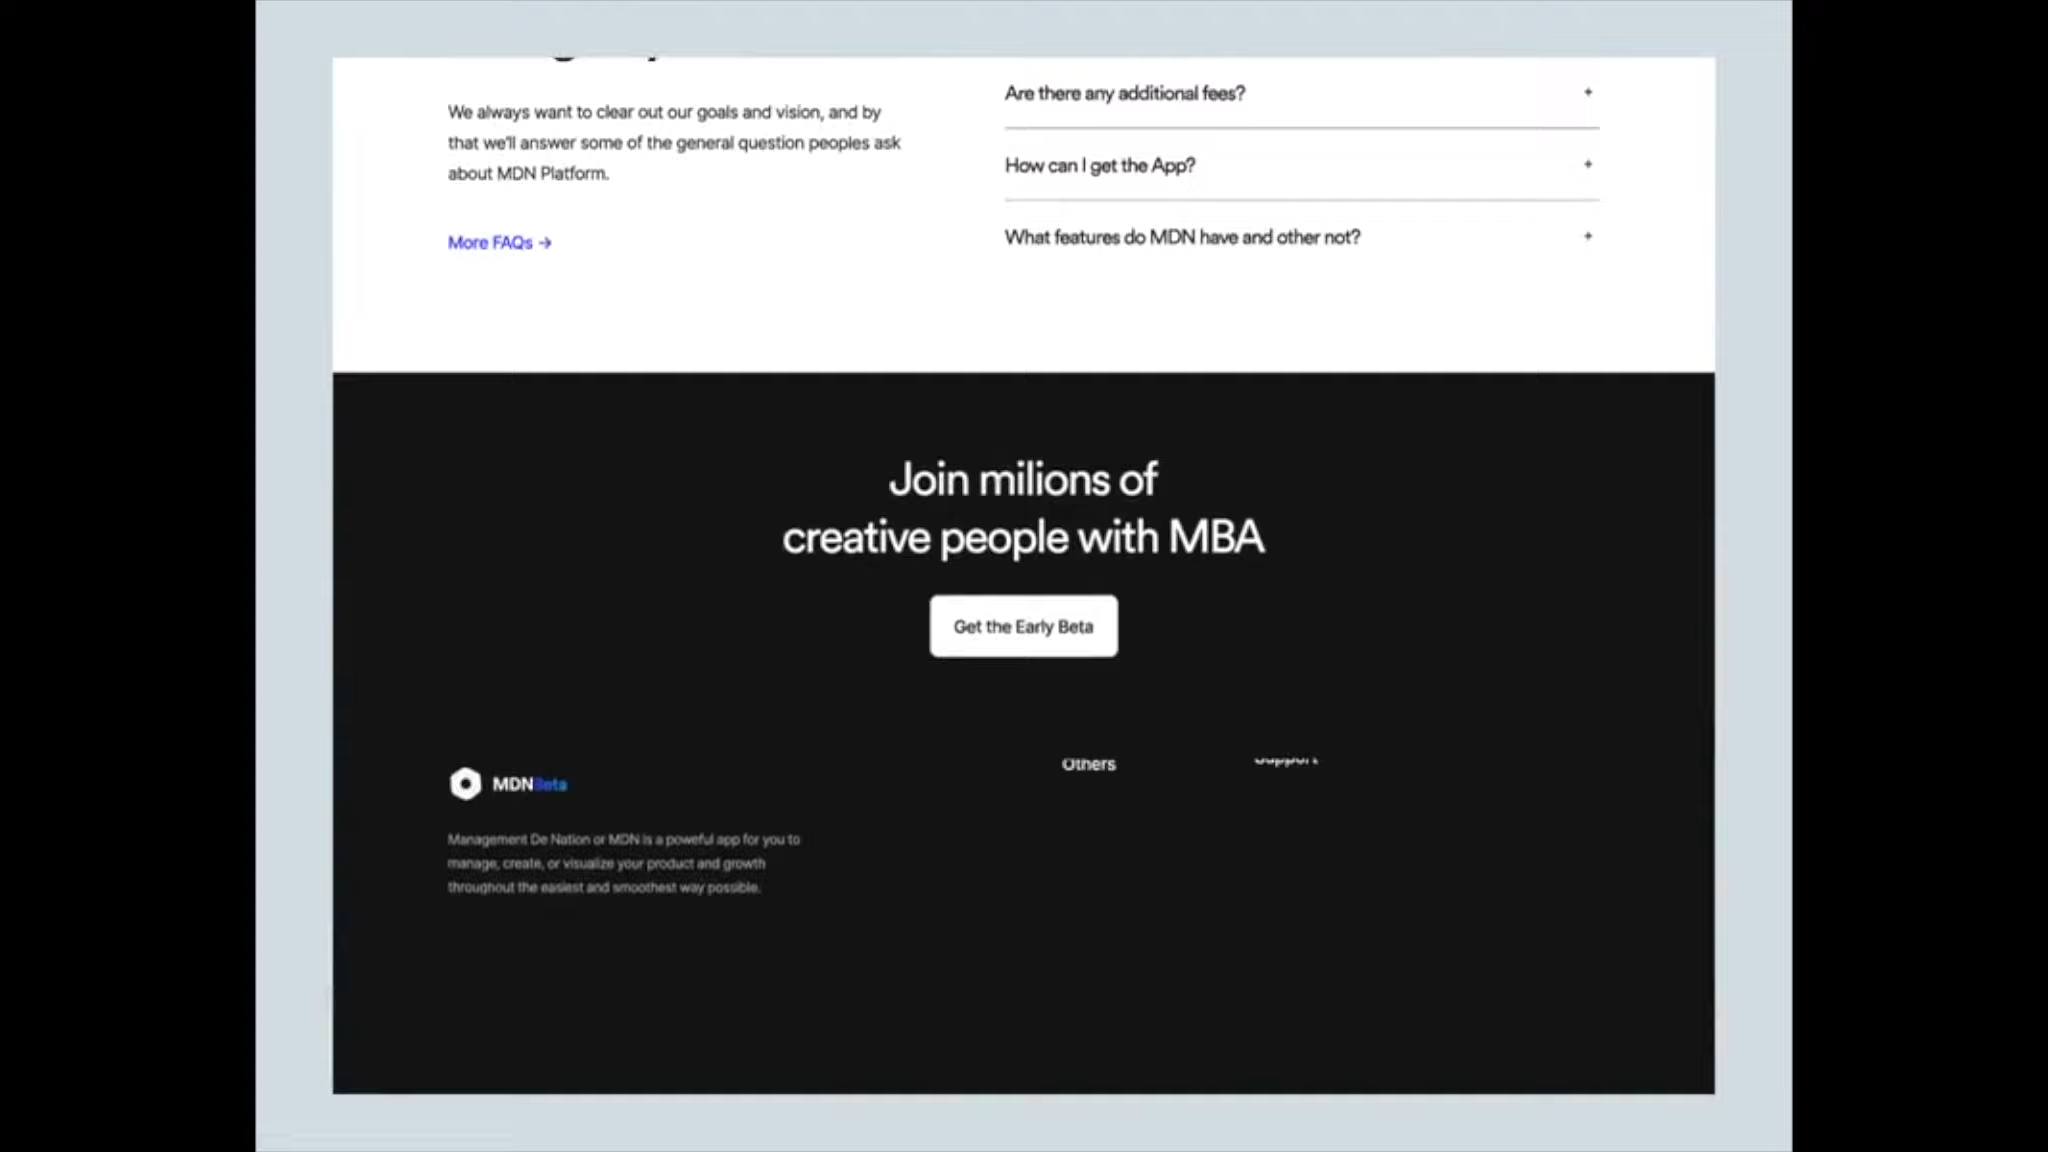 We always want to clear out our goals and vision, and by
that we'll answer some of the general question peoples ask
about MDN Platform.
More FAQs →
Are there any additional fees?
How can I get the App?
What features do MDN have and other not?
Join milions of
creative people with MBA
Get the Early Beta
MDNBeta
Management De Nation or MDN is a poweful app for you to
manage, create, or visualize your product and growth
throughout the easiest and smoothest way possible.
Others
Support